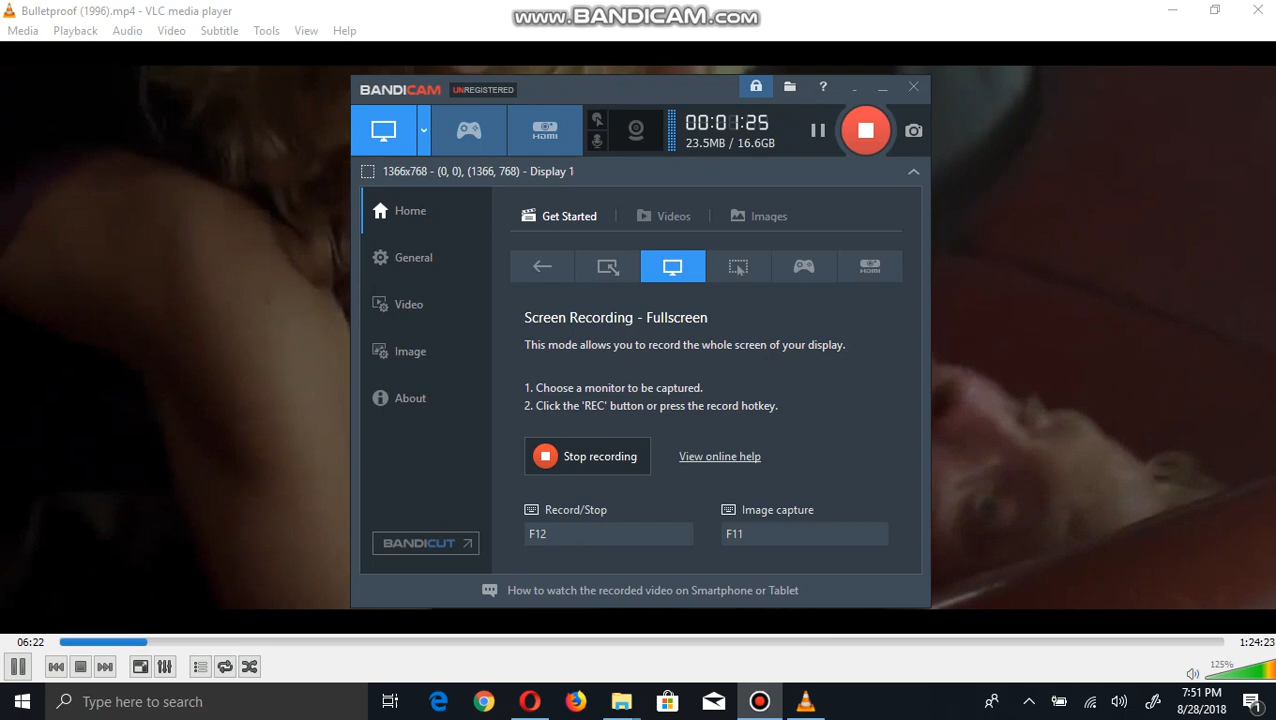 Bulletproof (1996).mp4 - VLC media player
www.BANDICAM.com
Media Playback Audio Video Subtitle Tools View Help
BANDICAM UNREGISTERED
?
HDMI
00:01:25
23.5MB / 16.6GB
1366x768 - (0, 0), (1366, 768) - Display 1
Home
General
Video
Image
About
BANDICUT
Get Started
Videos
Images
HDMI
Screen Recording - Fullscreen
This mode allows you to record the whole screen of your display.
1. Choose a monitor to be captured.
2. Click the 'REC' button or press the record hotkey.
Stop recording
View online help
Record/Stop
Image capture
F12
F11
How to watch the recorded video on Smartphone or Tablet
06:22
1:24:23
125%
Type here to search
7:51 PM
8/28/2018
1